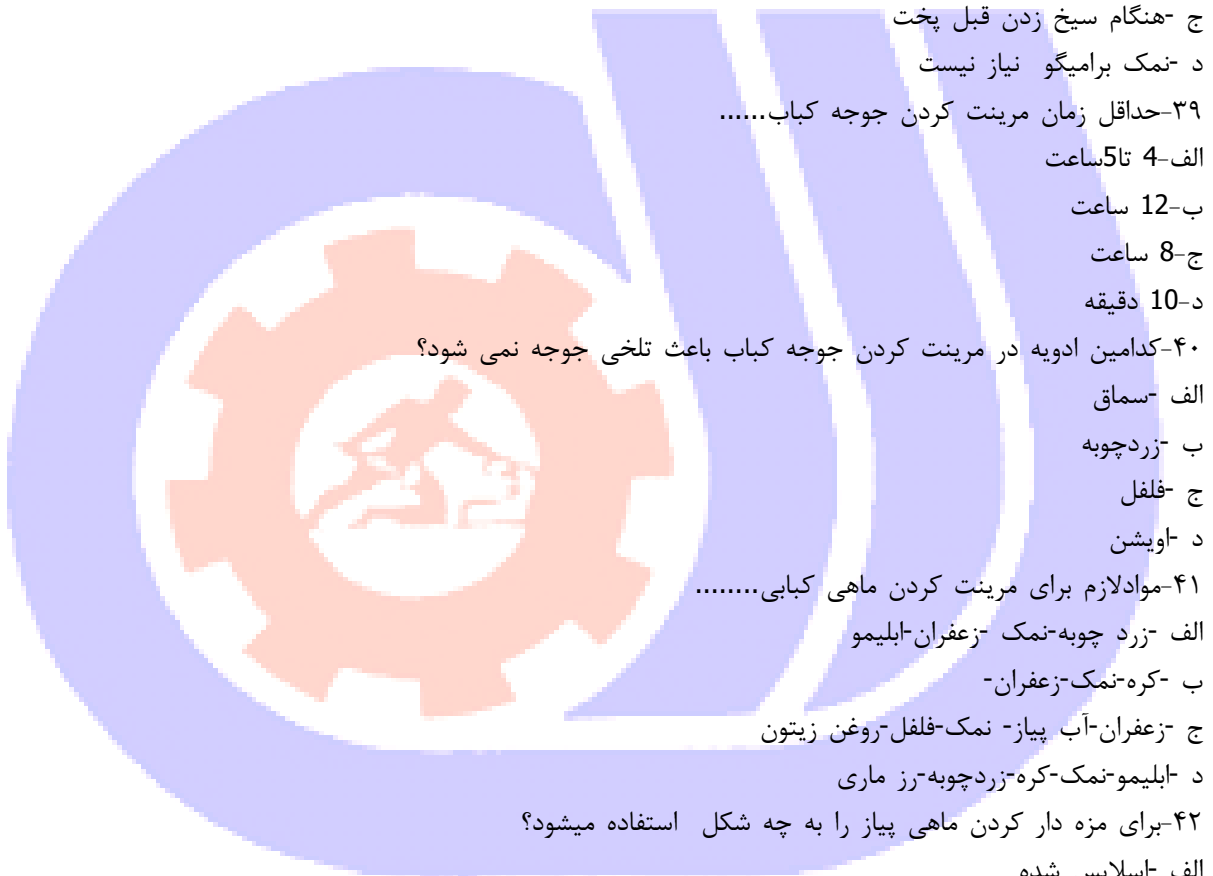 ج -هنگام سیخ زدن قبل پخت
د -نمک برامیگو نیاز نیست
۳۹-حداقل زمان مرینت کردن جوجه کباب......
الف-4 تا5ساعت
ب-12 ساعت
ج-8 ساعت
د-10 دقیقه
۴۰-کدامین ادویه در مرینت کردن جوجه کباب باعث تلخی جوجه نمی شود؟
الف -سماق
ب -زردچوبه
ج -فلفل
د -اویشن
۴۱-موادلازم برای مرینت کردن ماهی کبابی........
الف -زرد چوبه-نمک -زعفران-ابلیمو
ب -کره-نمک-زعفران-
ج -زعفران-آب پیاز- نمک-فلفل-روغن زیتون
د -ابلیمو-نمک-کره-زردچوبه-رز ماری
۴۲-برای مزه دار کردن ماهی پیاز را به چه شکل استفاده میشود؟
الف -اسلایس شده